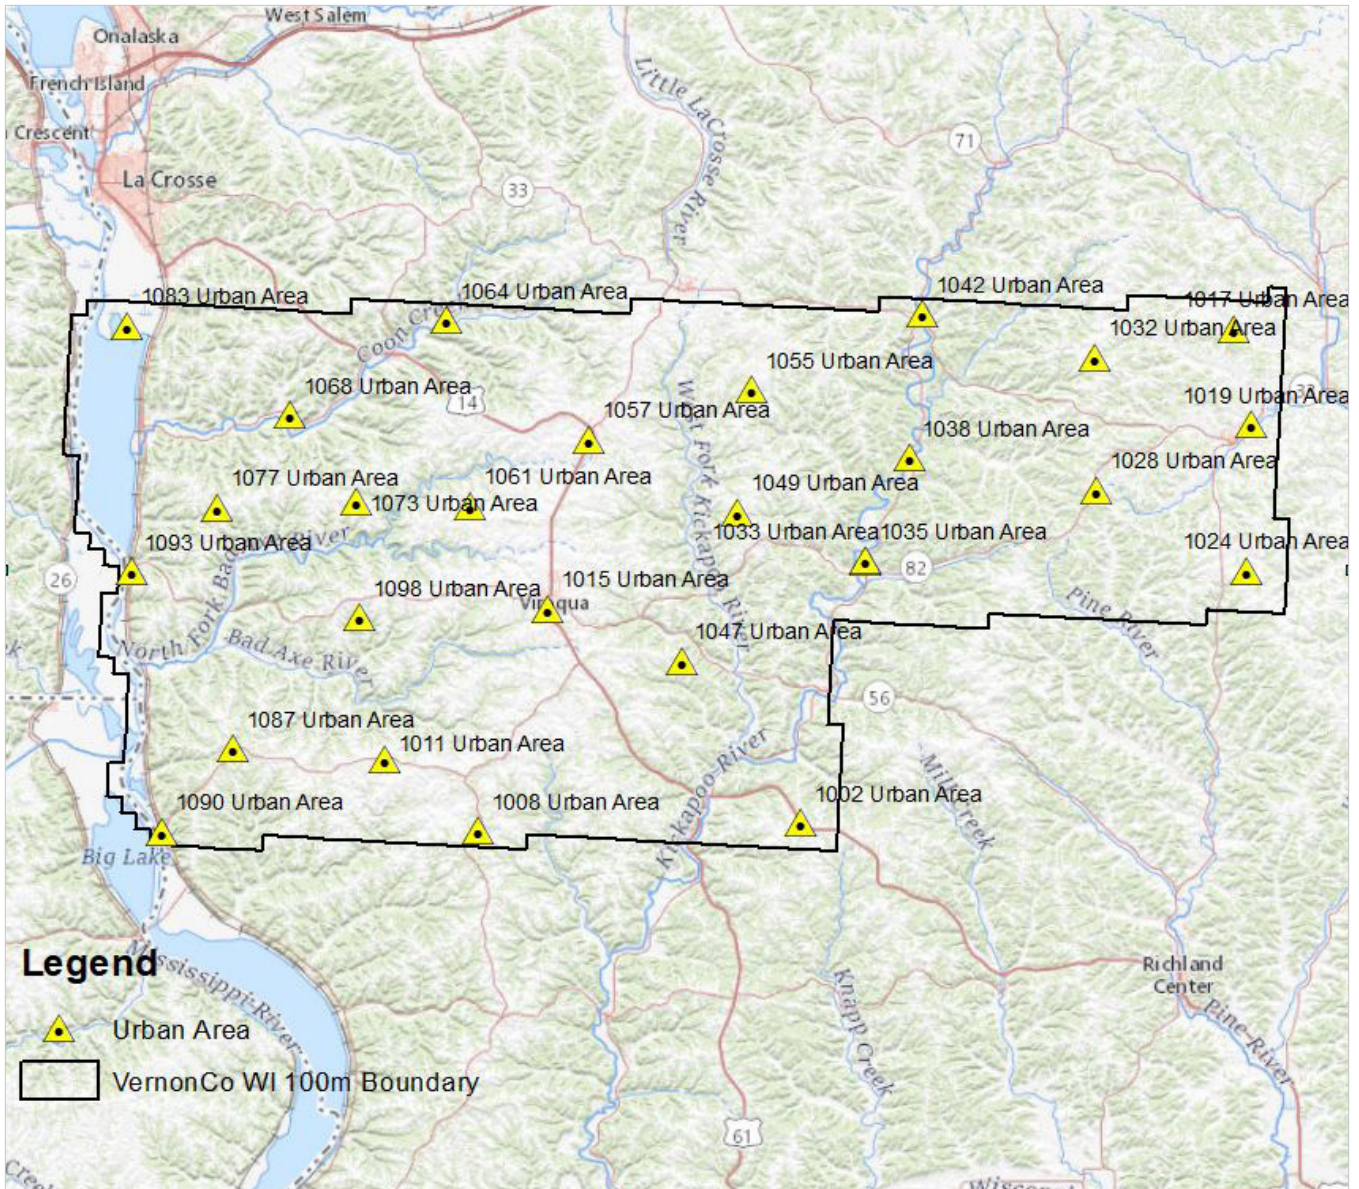 West Salem
Onalaska
French Island
Crescent
La Crosse
Little LaCrosse River
71
33
1083 Urban Area
1064 Urban Area
1042 Urban Area
1017 Urban Area
1032 Urban Area
Coon Creek
1055 Urban Area
1068 Urban Area
14
33
1019 Urban Area
1057 Urban Area
West Fork Kickapoo River
1038 Urban Area
1028 Urban Area
1077 Urban Area
1061 Urban Area
1049 Urban Area
1073 Urban Area
1033 Urban Area
1035 Urban Area
1093 Urban Area
1024 Urban Area
26
82
North Fork Bad Axe River
1098 Urban Area
1015 Urban Area
Viroqua
Pine River
Bad Axe River
1047 Urban Area
56
1087 Urban Area
1011 Urban Area
Kickapoo River
Mill Creek
1090 Urban Area
1008 Urban Area
1002 Urban Area
Big Lake
Mississippi River
Richland
Center
Knapp Creek
Pine River
Legend
Urban Area
VernonCo WI 100m Boundary
61